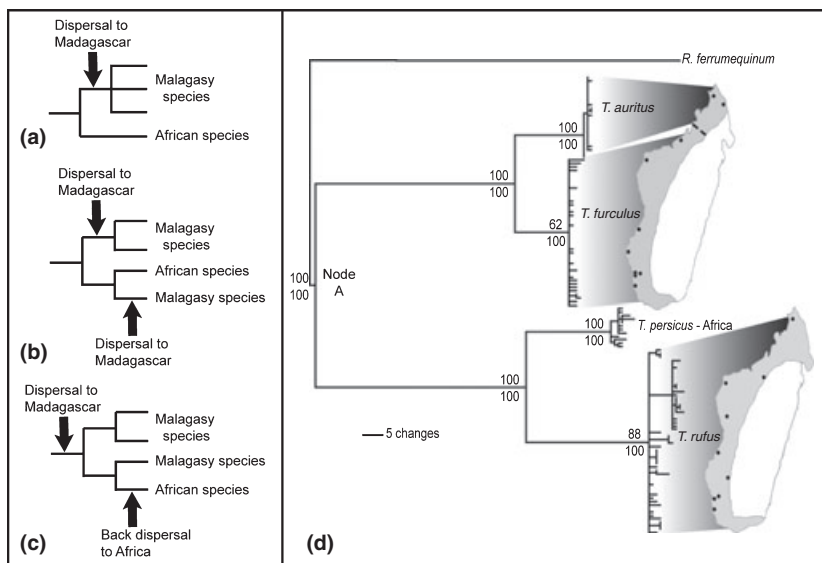 Dispersal to
Madagascar
Malagasy
species
African species
(a)
Dispersal to
Madagascar
Malagasy
species
African species
Malagasy species
Dispersal to
Madagascar
(b)
Dispersal to
Madagascar
Malagasy
species
Malagasy species
African species
Back dispersal
to Africa
(c)
R. ferrumequinum
T. auritus
100
100
100
100
T. furculus
62
100
100
100
Node
A
T. persicus - Africa
100
100
100
100
5 changes
88
100
T. rufus
(d)